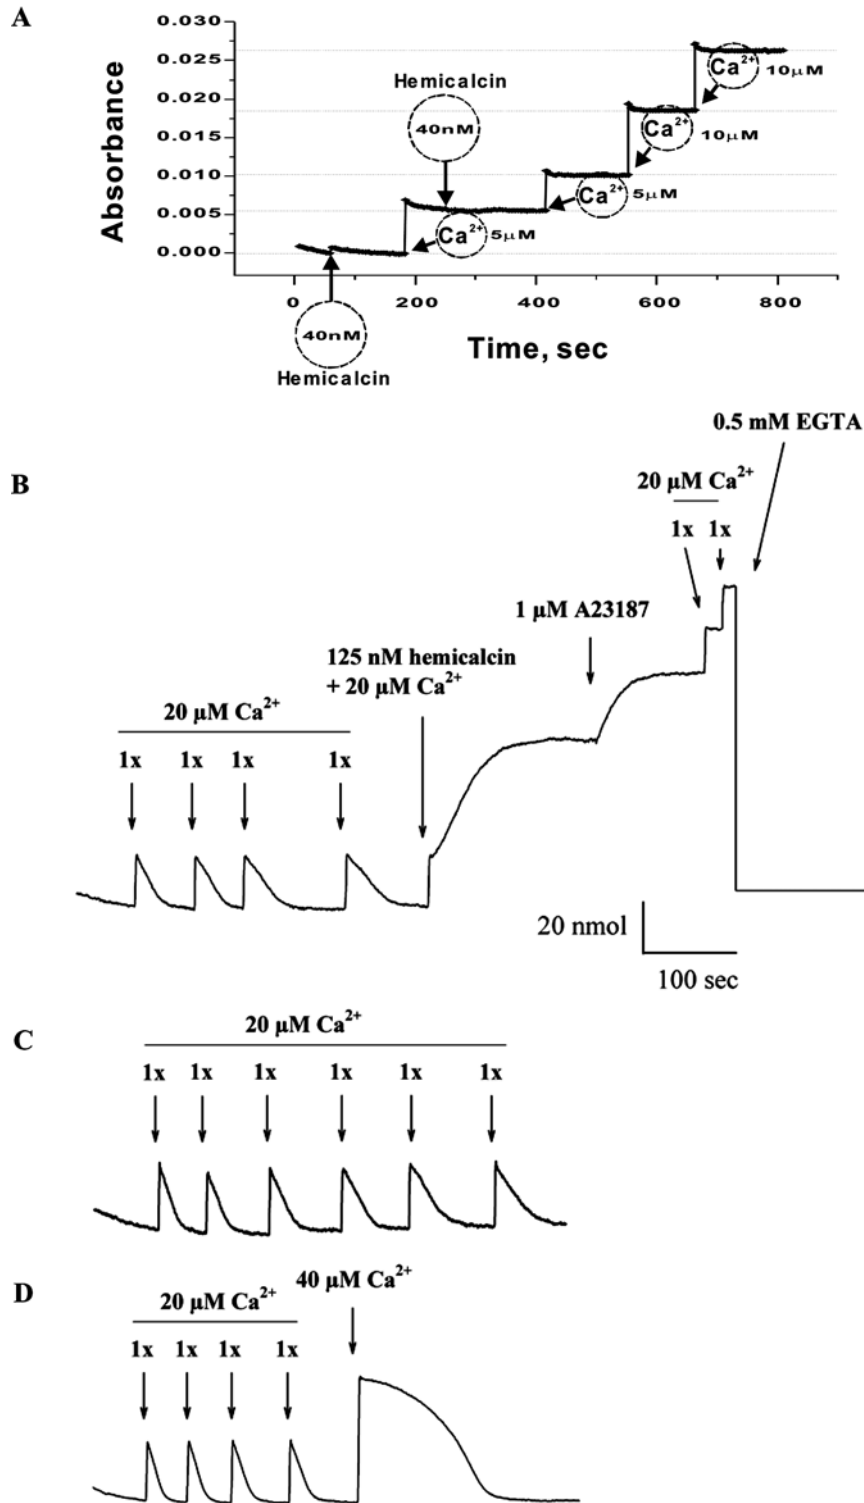 A
0.030
0.025
0.020
0.015
0.010
0.005
0.000
Absorbance
Hemicalcin
40nM
Ca2+ 10µM
Ca2+ 10µM
Ca2+ 5µM
Ca2+ 5µM
0 200 400 600 800
40nM
Hemicalcin
Time, sec
B
0.5 mM EGTA
20 µM Ca2+
1x 1x
1 µM A23187
125 nM hemicalcin
+ 20 µM Ca2+
20 µM Ca2+
1x 1x 1x 1x
20 nmol
100 sec
C
20 µM Ca2+
1x 1x 1x 1x 1x 1x
D
40 µM Ca2+
20 µM Ca2+
1x 1x 1x 1x